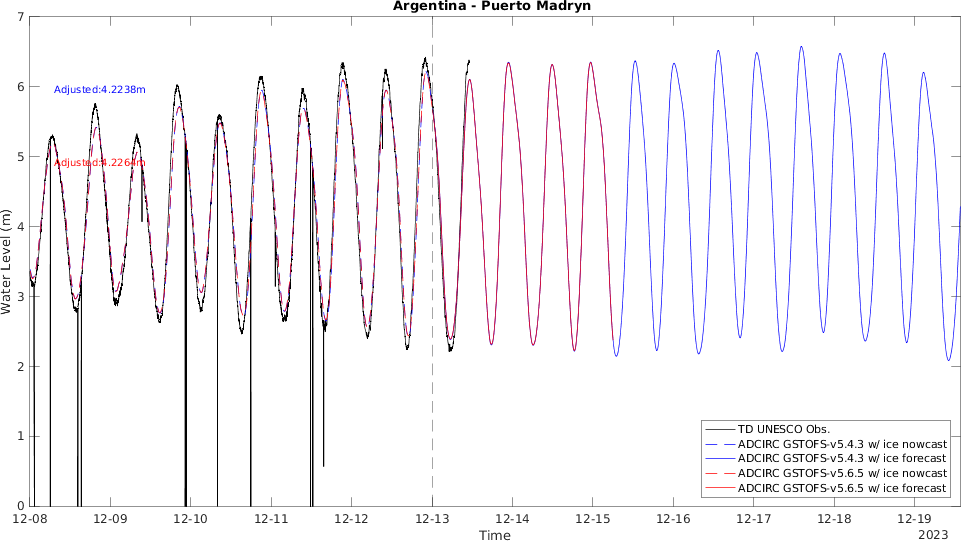 Argentina - Puerto Madryn
7
6
5
4
3
2
1
0
Water Level (m)
Adjusted:4.2238m
Adjusted:4.2264m
TD UNESCO Obs.
ADCIRC GSTOFS-v5.4.3 w/ ice nowcast
ADCIRC GSTOFS-v5.4.3 w/ ice forecast
ADCIRC GSTOFS-v5.6.5 w/ ice nowcast
ADCIRC GSTOFS-v5.6.5 w/ ice forecast
12-08 12-09 12-10 12-11 12-12 12-13 12-14 12-15 12-16 12-17 12-18 12-19
Time
2023